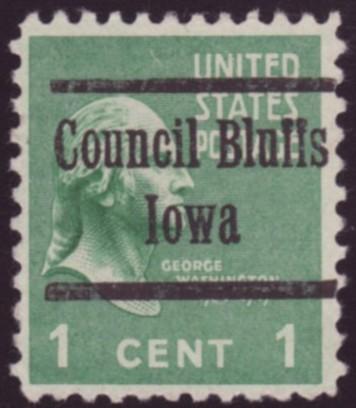 UNITED
STATES
Council Bluffs
Iowa
GEORGE
WASHINGTON
1 CENT 1